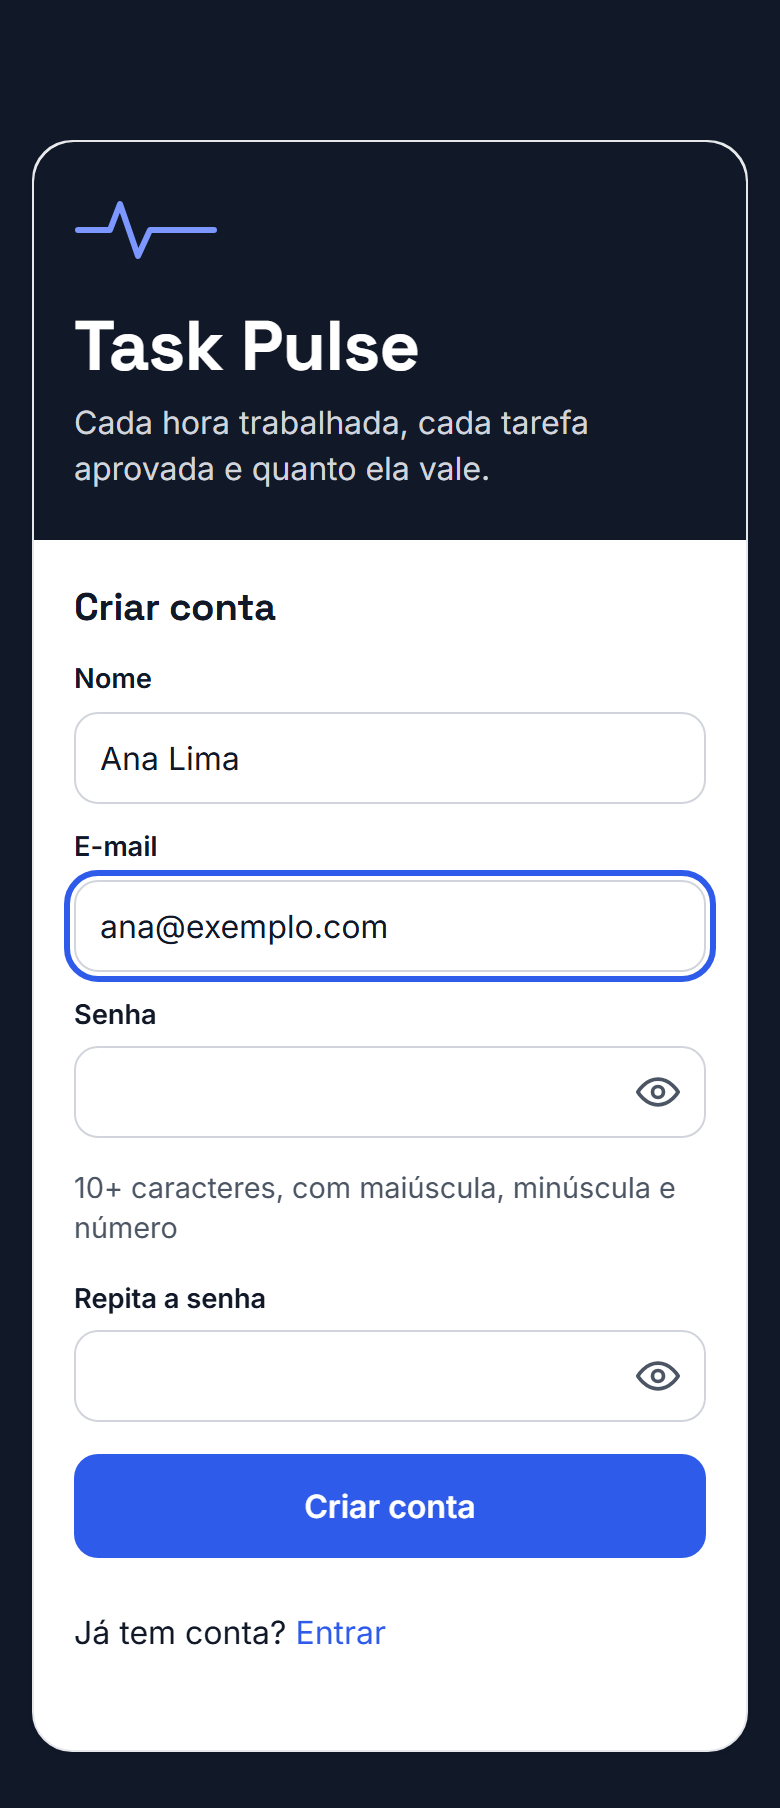 Task Pulse
Cada hora trabalhada, cada tarefa
aprovada e quanto ela vale.
Criar conta
Nome
Ana Lima
E-mail
ana@exemplo.com
Senha
10+ caracteres, com maiúscula, minúscula e
número
Repita a senha
Criar conta
Já tem conta? Entrar